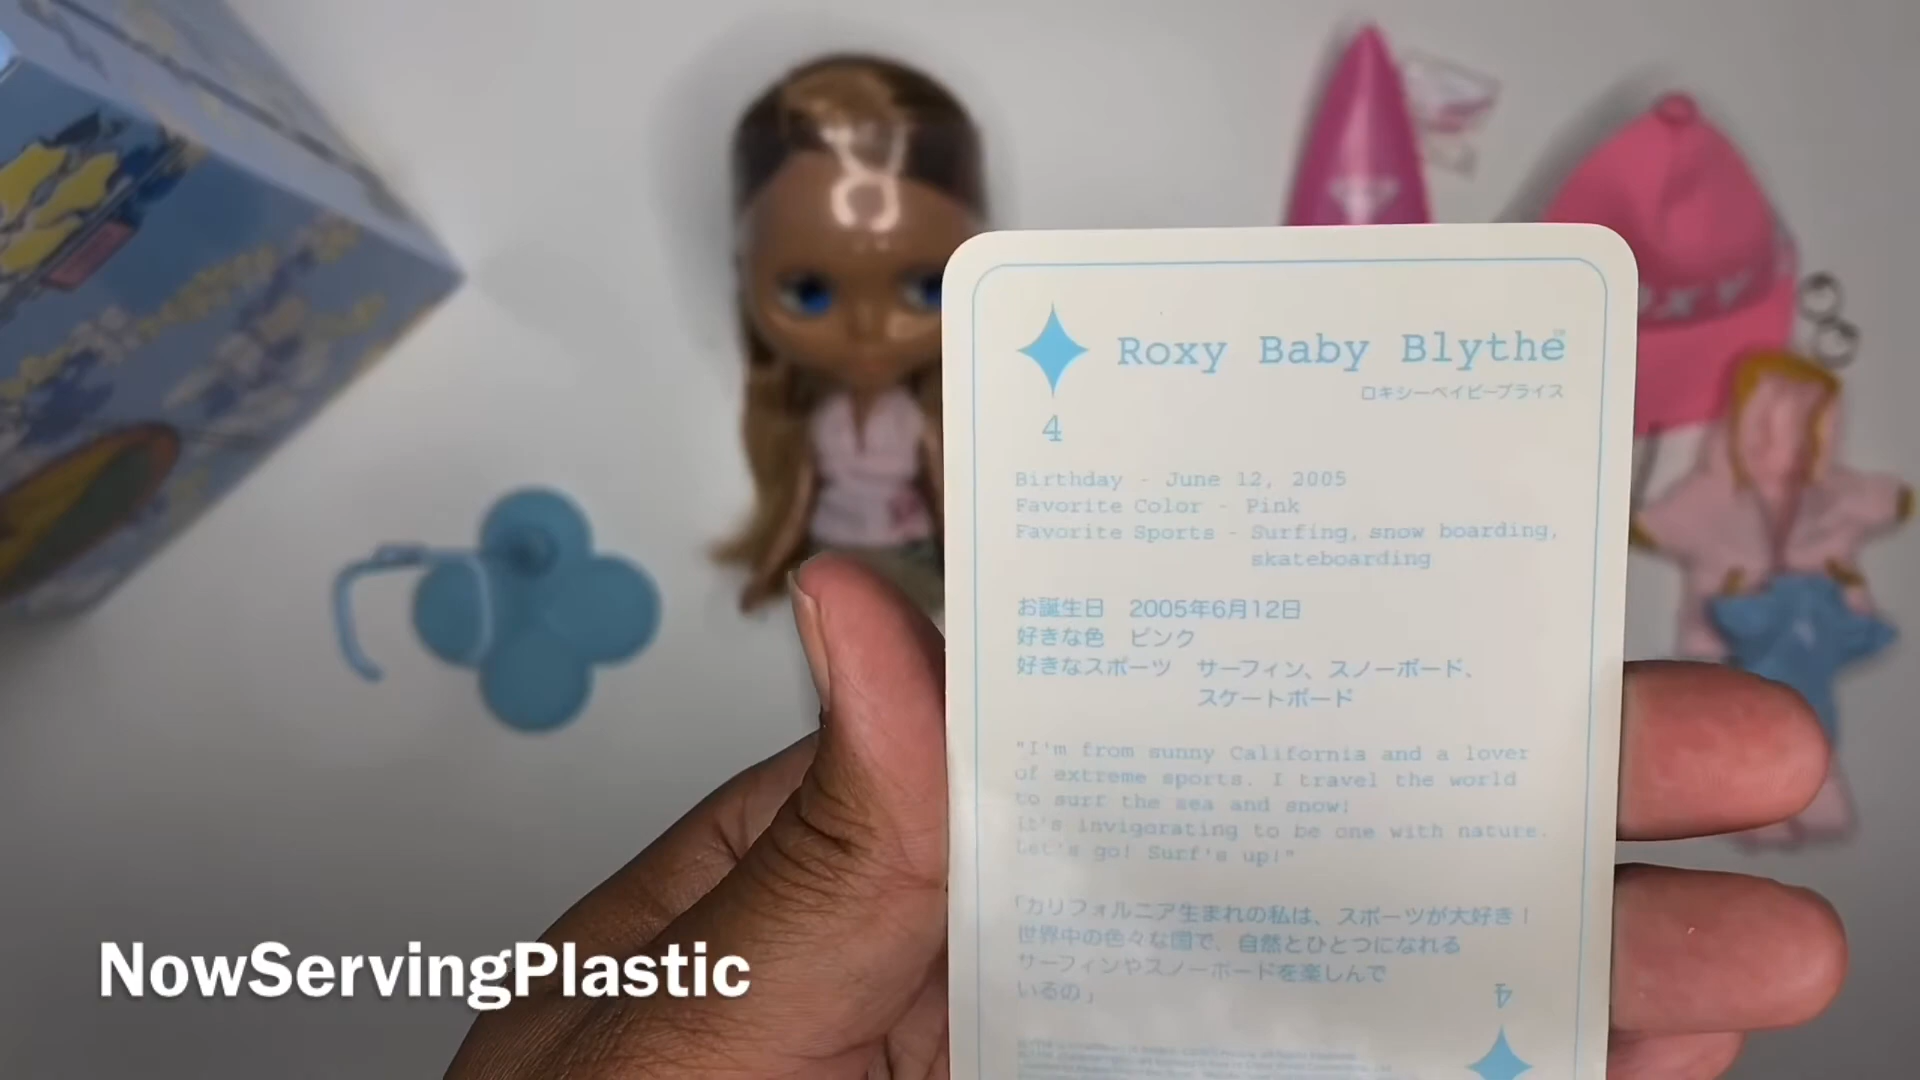 Roxy Baby Blythe™
ロキシーベイビーブライス
4
Birthday - June 12, 2005
Favorite Color - Pink
Favorite Sports - Surfing, snow boarding,
skateboarding
お誕生日 2005年6月12日
好きな色 ピンク
好きなスポーツ サーフィン、スノーボード、
スケートボード
"I'm from sunny California and a lover
of extreme sports. I travel the world
to surf the sea and snow!
It's invigorating to be one with nature.
Let's go! Surf's up!"
「カリフォルニア生まれの私は、スポーツが大好き！
世界中の色々な国で、自然とひとつになれる
サーフィンやスノーボードを楽しんで
いるの」
4
NowServingPlastic